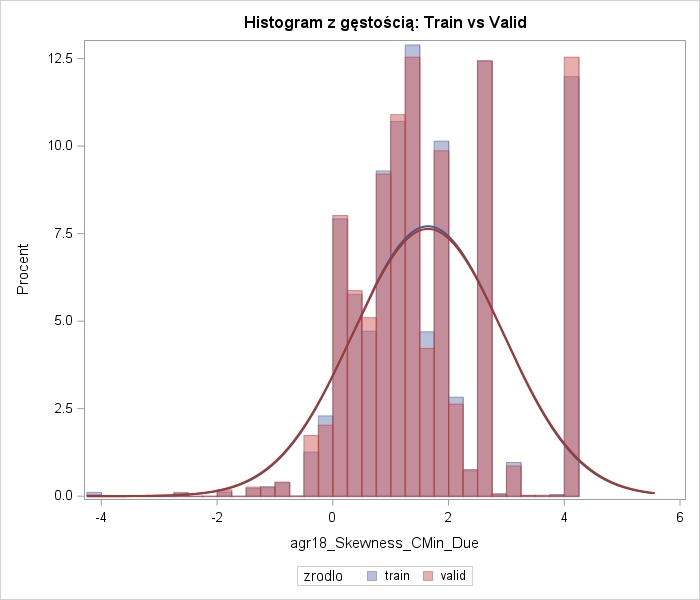 Histogram z gęstością: Train vs Valid
12.5
10.0
7.5
5.0
2.5
0.0
Procent
-4 -2 0 2 4 6
agr18_Skewness_CMin_Due
zrodlo train valid